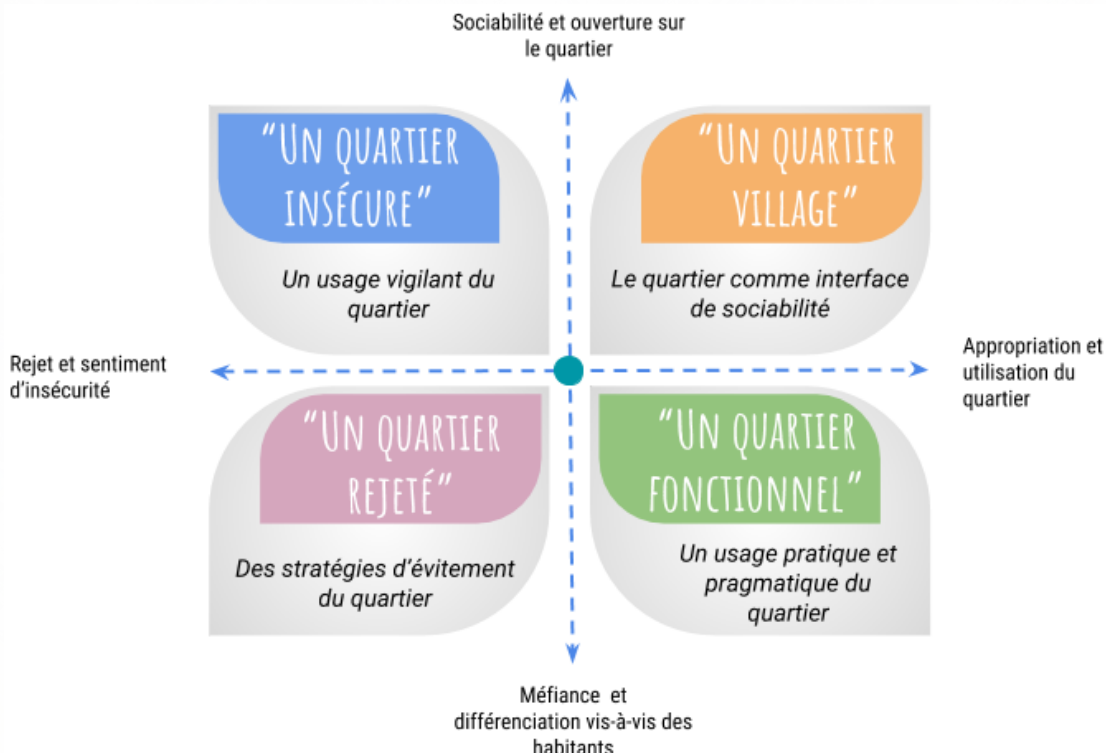 Sociabilité et ouverture sur
le quartier
“UN QUARTIER
INSÉCURE”
Un usage vigilant du
quartier
“UN QUARTIER
VILLAGE”
Le quartier comme interface
de sociabilité
Rejet et sentiment
d’insécurité
Appropriation et
utilisation du
quartier
“UN QUARTIER
REJETÉ”
Des stratégies d’évitement
du quartier
“UN QUARTIER
FONCTIONNEL”
Un usage pratique et
pragmatique du
quartier
Méfiance et
différenciation vis-à-vis des
habitants